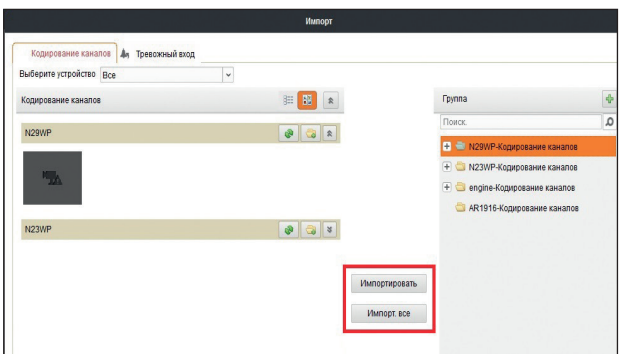 Импорт
Кодирование каналов Тревожный вход
Выберите устройство Все
Кодирование каналов
N29WP
N23WP
Импортировать
Импорт. все
Группа
Поиск.
N29WP-Кодирование каналов
N23WP-Кодирование каналов
engine-Кодирование каналов
AR1916-Кодирование каналов